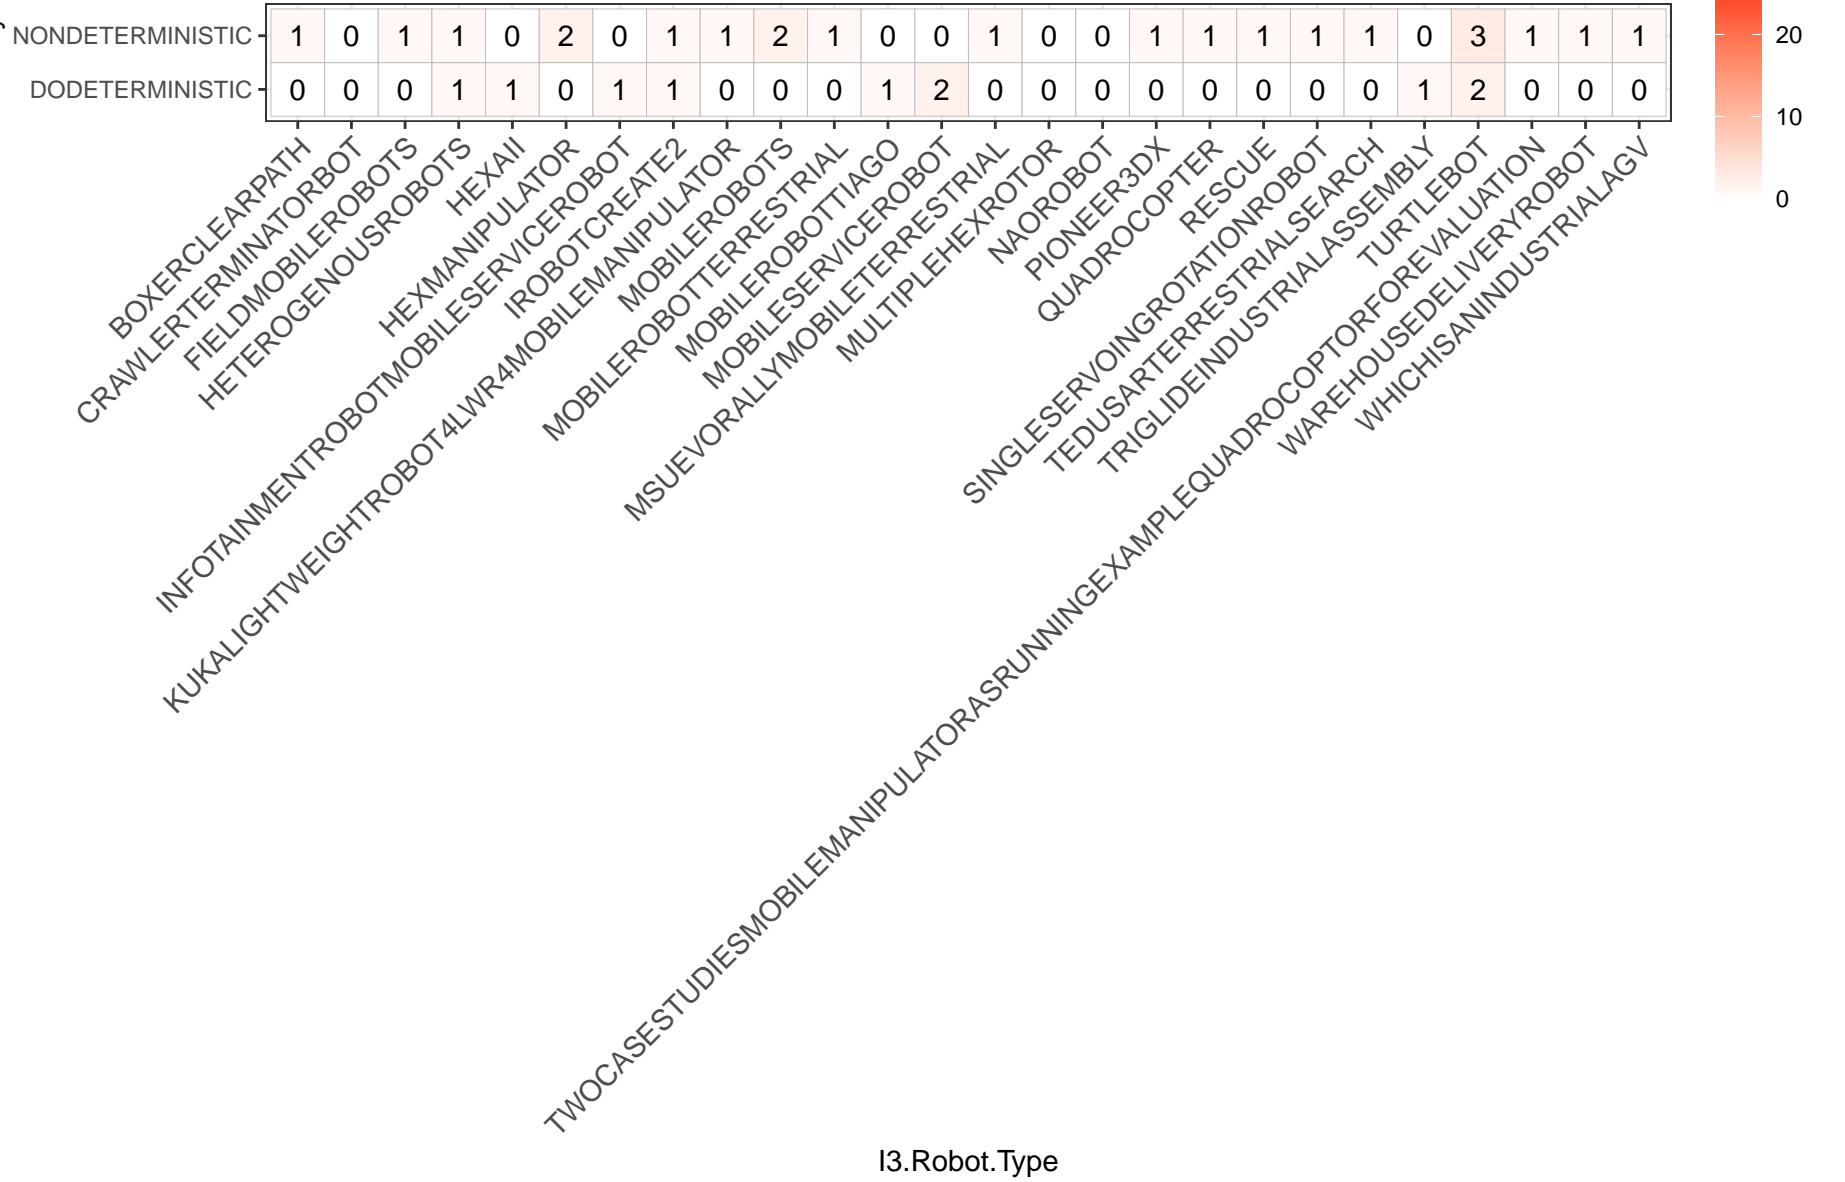 NONDETERMINISTIC 1 0 1 1 0 2 0 1 1 2 1 0 0 1 0 0 1 1 1 1 1 0 3 1 1 1
DODETERMINISTIC 0 0 0 1 1 0 1 1 0 0 0 1 2 0 0 0 0 0 0 0 0 1 2 0 0 0
BOXERCLEARPATH
CRAWLERTERMINATORBOT
FIELDMOBILEROBOTS
HETEROGENOUSROBOTS
HEXAII
HEXMANIPULATOR
INFOTAINMENTROBOTMOBILESERVICEROBOT
IROBOTCREATE2
KUKALIGHTWEIGHTROBOT4LWR4MOBILEMANIPULATOR
MOBILEROBOTS
MOBILEROBOTTERRESTRIAL
MOBILEROBOTTIAGO
MOBILESERVICEROBOT
MSUEVORALLYMOBILETERRESTRIAL
MULTIPLEHEXROTOR
NAOROBOT
PIONEER3DX
QUADROCOPTER
RESCUE
SINGLESERVOINGROTATIONROBOT
TEDUSARTERRESTRIALSEARCH
TRIGLIDEINDUSTRIALASSEMBLY
TURTLEBOT
TWOCASESTUDIESMOBILEMANIPULATORASRUNNINGEXAMPLEQUADROCOPTORFOREVALUATION
WAREHOUSEDELIVERYROBOT
WHICHISANINDUSTRIALAGV
I3.Robot.Type
20
10
0